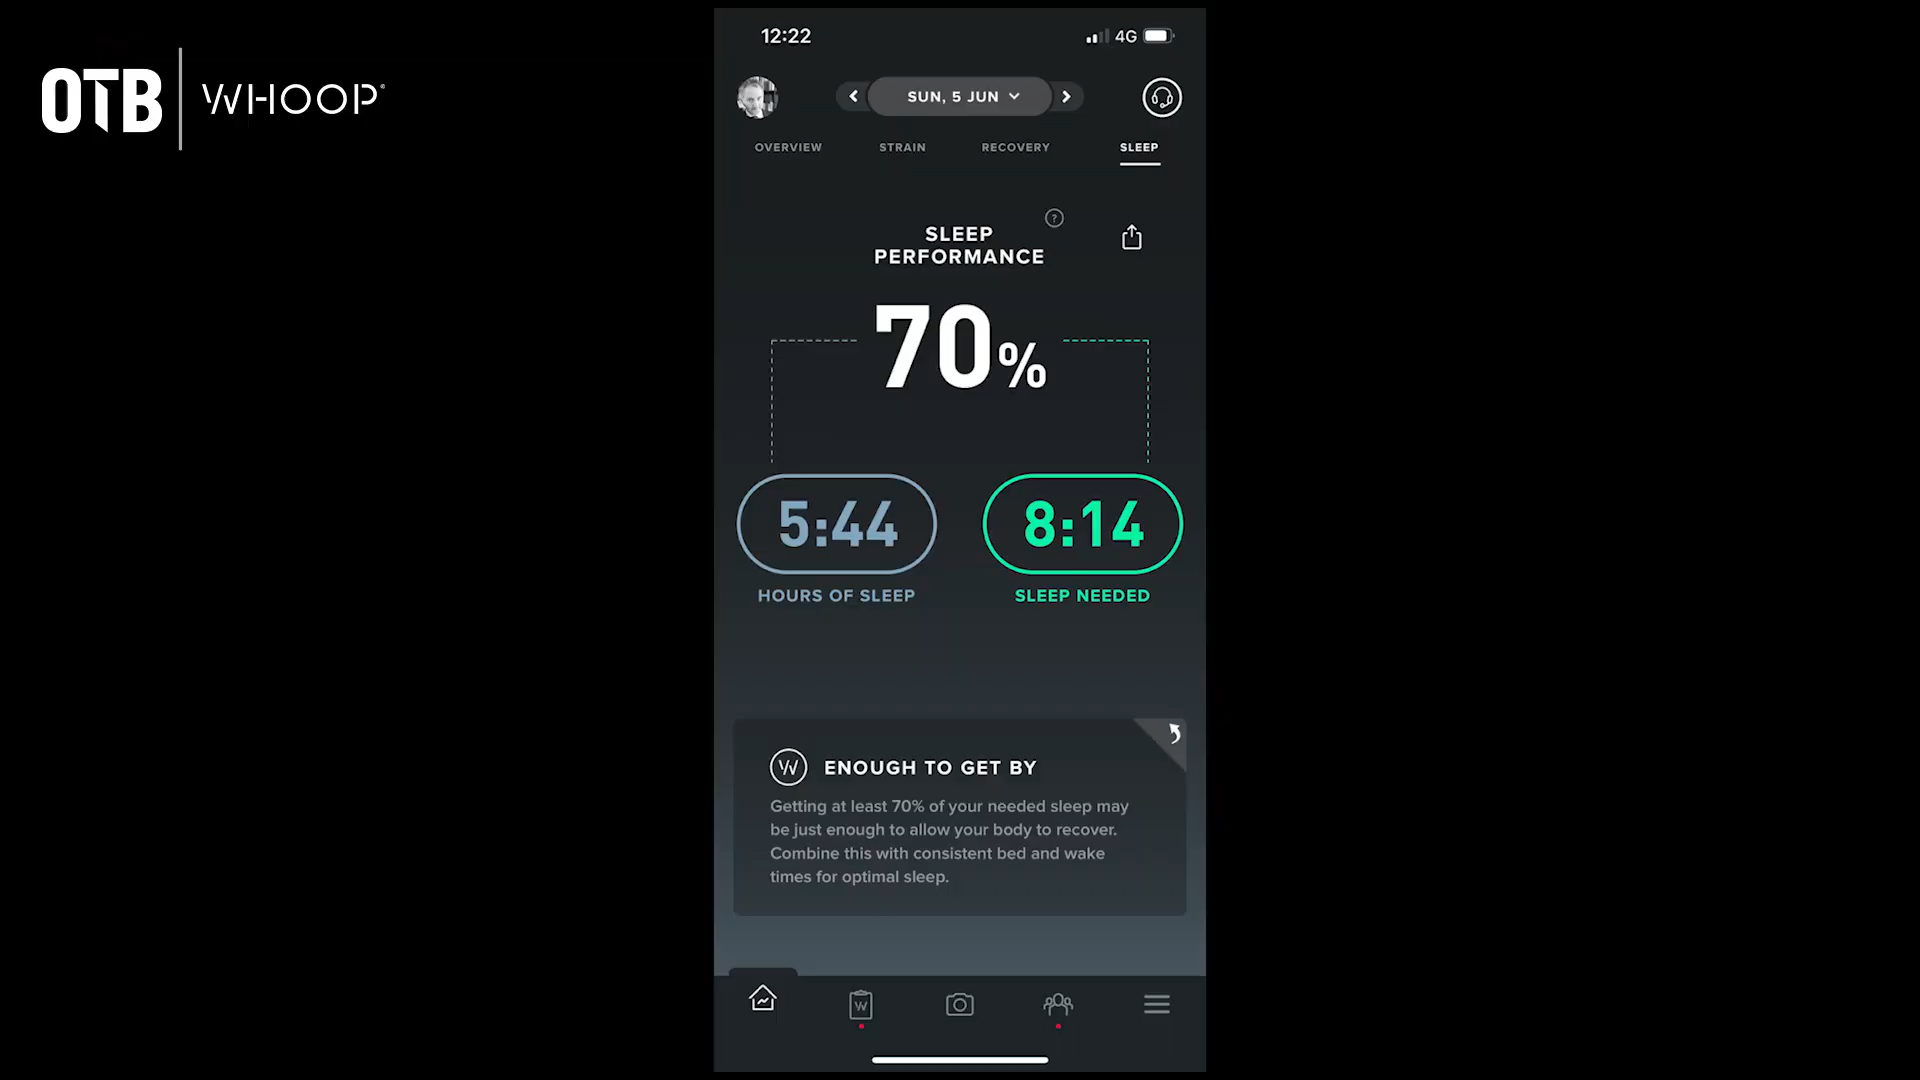 OTB WHOOP
12:22 4G
SUN, 5 JUN
OVERVIEW STRAIN RECOVERY SLEEP
?
SLEEP
PERFORMANCE
70%
5:44 8:14
HOURS OF SLEEP SLEEP NEEDED
W ENOUGH TO GET BY
Getting at least 70% of your needed sleep may
be just enough to allow your body to recover.
Combine this with consistent bed and wake
times for optimal sleep.
W